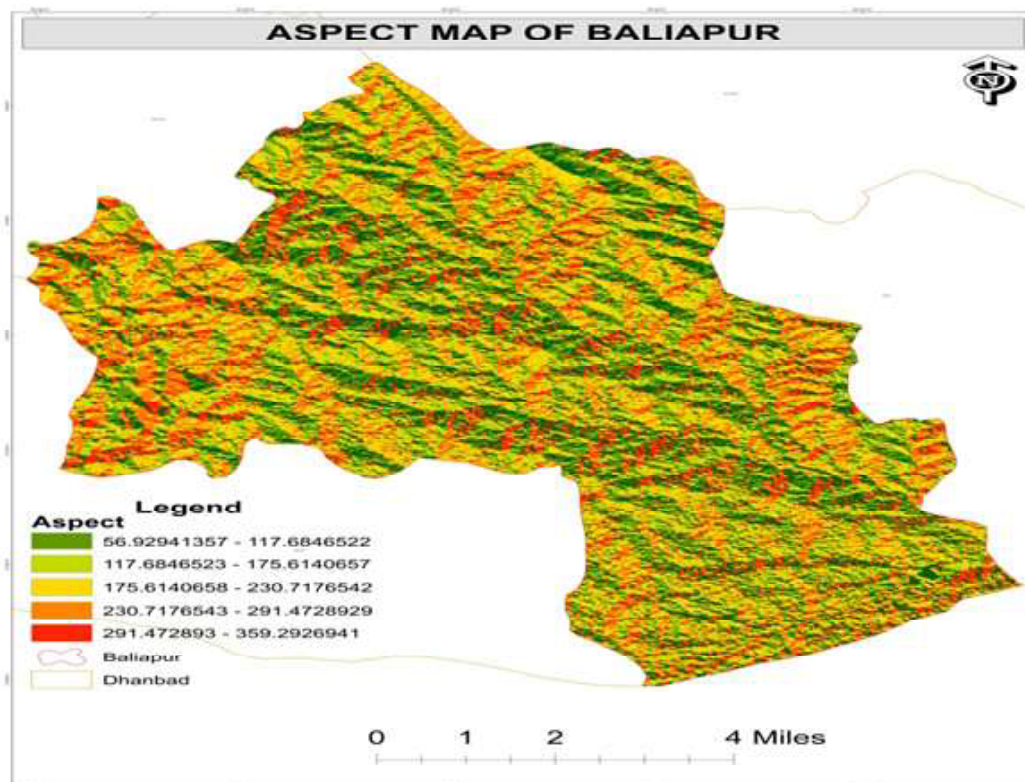 ASPECT MAP OF BALIAPUR
N
Legend
Aspect
56.92941357 - 117.6846522
117.6846523 - 175.6140657
175.6140658 - 230.7176542
230.7176543 - 291.4728929
291.472893 - 359.2926941
Baliapur
Dhanbad
0 1 2 4 Miles